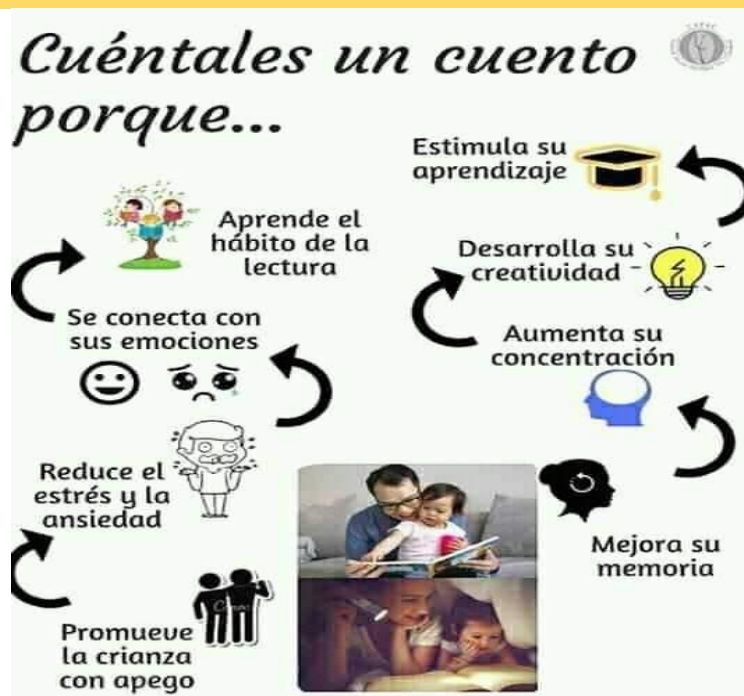 Cuéntales un cuento
porque...
Estimula su
aprendizaje
Aprende el
hábito de la
lectura
Desarrolla su
creatividad
Se conecta con
sus emociones
Aumenta su
concentración
Reduce el
estrés y la
ansiedad
Mejora su
memoria
Promueve
la crianza
con apego